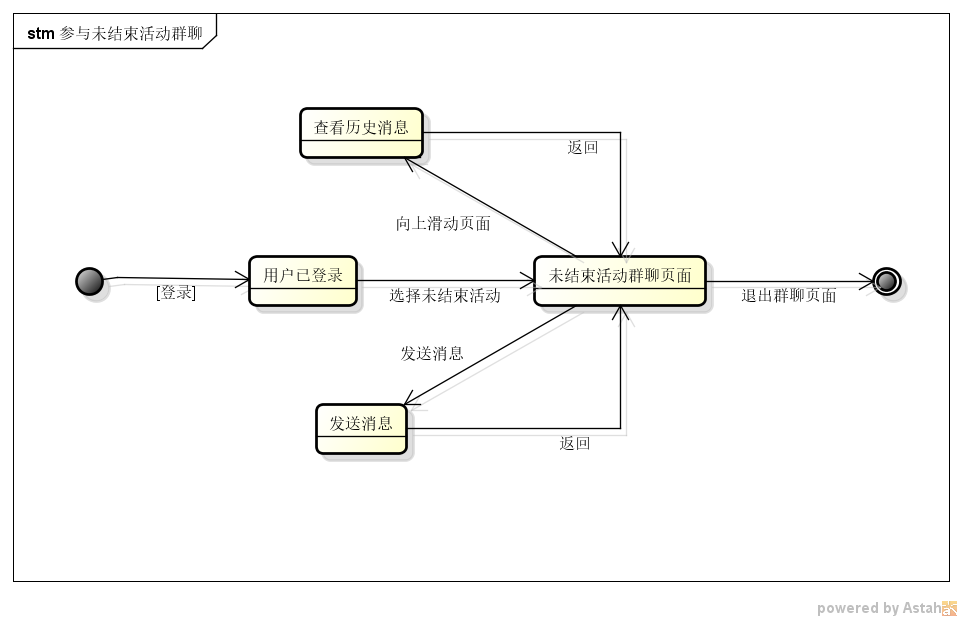 stm 参与未结束活动群聊
查看历史消息
返回
向上滑动页面
[登录]
用户已登录
选择未结束活动
未结束活动群聊页面
退出群聊页面
发送消息
发送消息
返回
powered by Astah